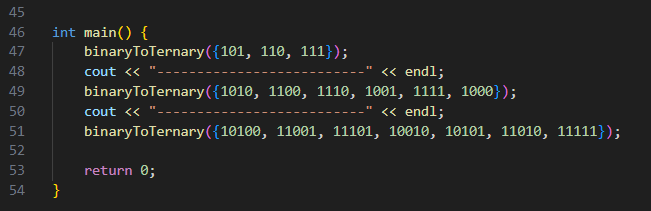 45
46 int main() {
47     binaryToTernary({101, 110, 111});
48     cout << "--------------------------" << endl;
49     binaryToTernary({1010, 1100, 1110, 1001, 1111, 1000});
50     cout << "--------------------------" << endl;
51     binaryToTernary({10100, 11001, 11101, 10010, 10101, 11010, 11111});
52
53     return 0;
54 }